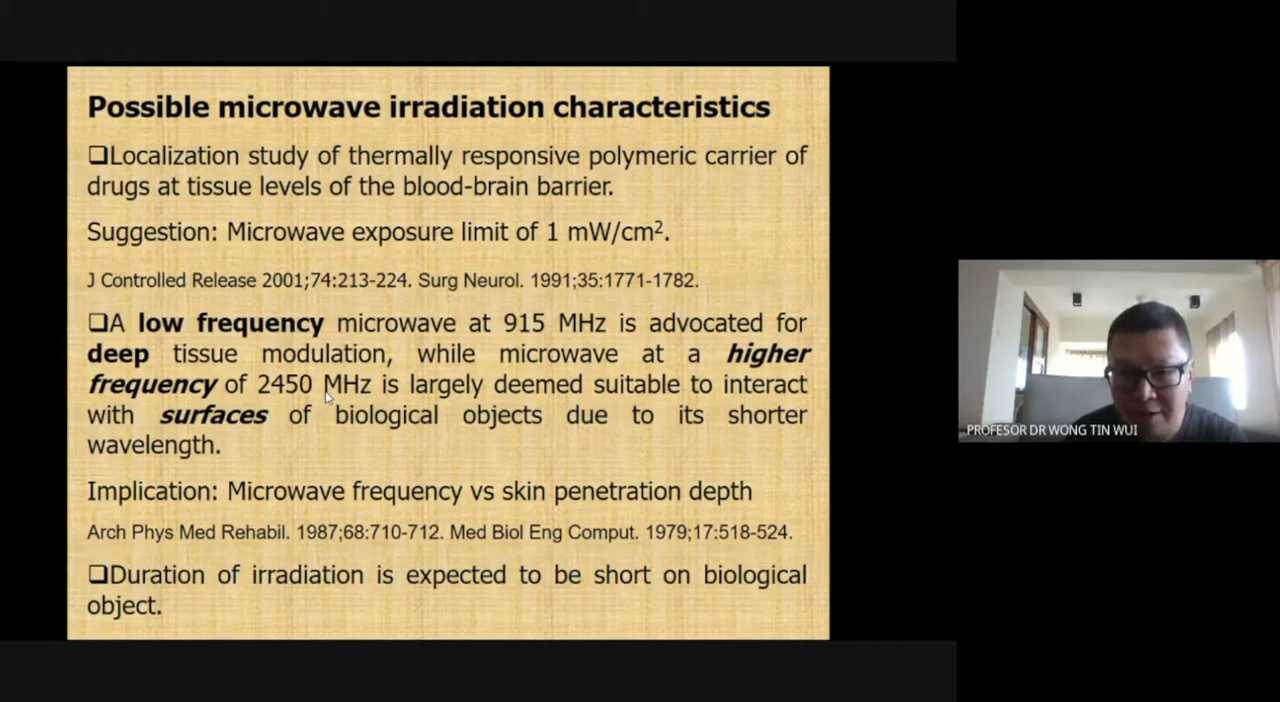 Possible microwave irradiation characteristics
❑Localization study of thermally responsive polymeric carrier of
drugs at tissue levels of the blood-brain barrier.
Suggestion: Microwave exposure limit of 1 mW/cm².
J Controlled Release 2001;74:213-224. Surg Neurol. 1991;35:1771-1782.
❑A low frequency microwave at 915 MHz is advocated for
deep tissue modulation, while microwave at a higher
frequency of 2450 MHz is largely deemed suitable to interact
with surfaces of biological objects due to its shorter
wavelength.
Implication: Microwave frequency vs skin penetration depth
Arch Phys Med Rehabil. 1987;68:710-712. Med Biol Eng Comput. 1979;17:518-524.
❑Duration of irradiation is expected to be short on biological
object.
PROFESOR DR WONG TIN WUI